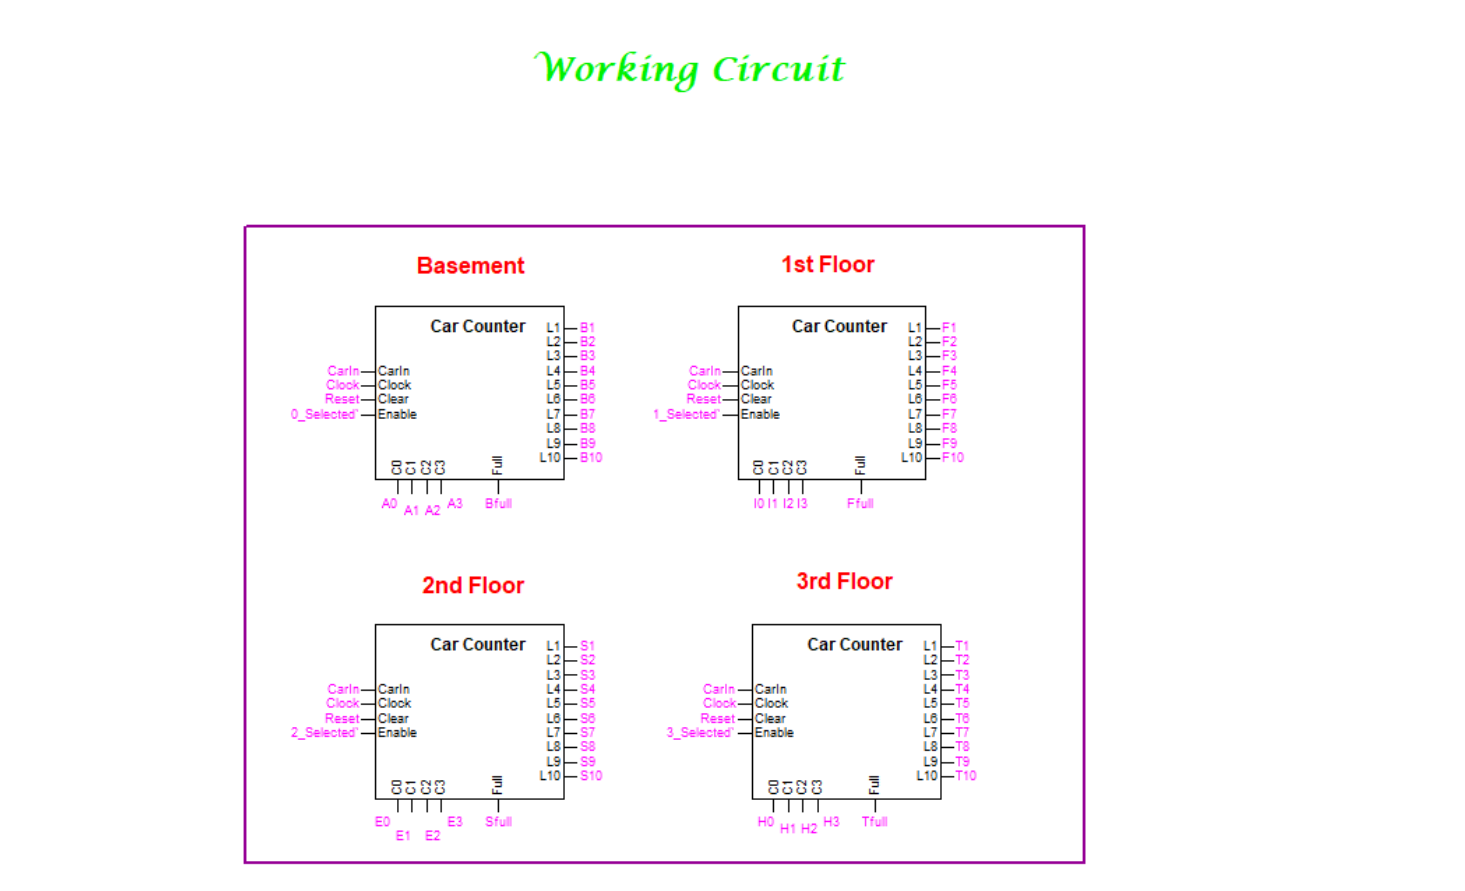 Working Circuit
Basement
Car Counter
CarIn CarIn
Clock Clock
Reset Clear
0_Selected' Enable
L1 B1
L2 B2
L3 B3
L4 B4
L5 B5
L6 B6
L7 B7
L8 B8
L9 B9
L10 B10
C0 C1 C2 C3 Full
A0 A1 A2 A3 Bfull
1st Floor
Car Counter
CarIn CarIn
Clock Clock
Reset Clear
1_Selected' Enable
L1 F1
L2 F2
L3 F3
L4 F4
L5 F5
L6 F6
L7 F7
L8 F8
L9 F9
L10 F10
C0 C1 C2 C3 Full
I0 I1 I2 I3 Ffull
2nd Floor
Car Counter
CarIn CarIn
Clock Clock
Reset Clear
2_Selected' Enable
L1 S1
L2 S2
L3 S3
L4 S4
L5 S5
L6 S6
L7 S7
L8 S8
L9 S9
L10 S10
C0 C1 C2 C3 Full
E0 E1 E2 E3 Sfull
3rd Floor
Car Counter
CarIn CarIn
Clock Clock
Reset Clear
3_Selected' Enable
L1 T1
L2 T2
L3 T3
L4 T4
L5 T5
L6 T6
L7 T7
L8 T8
L9 T9
L10 T10
C0 C1 C2 C3 Full
H0 H1 H2 H3 Tfull